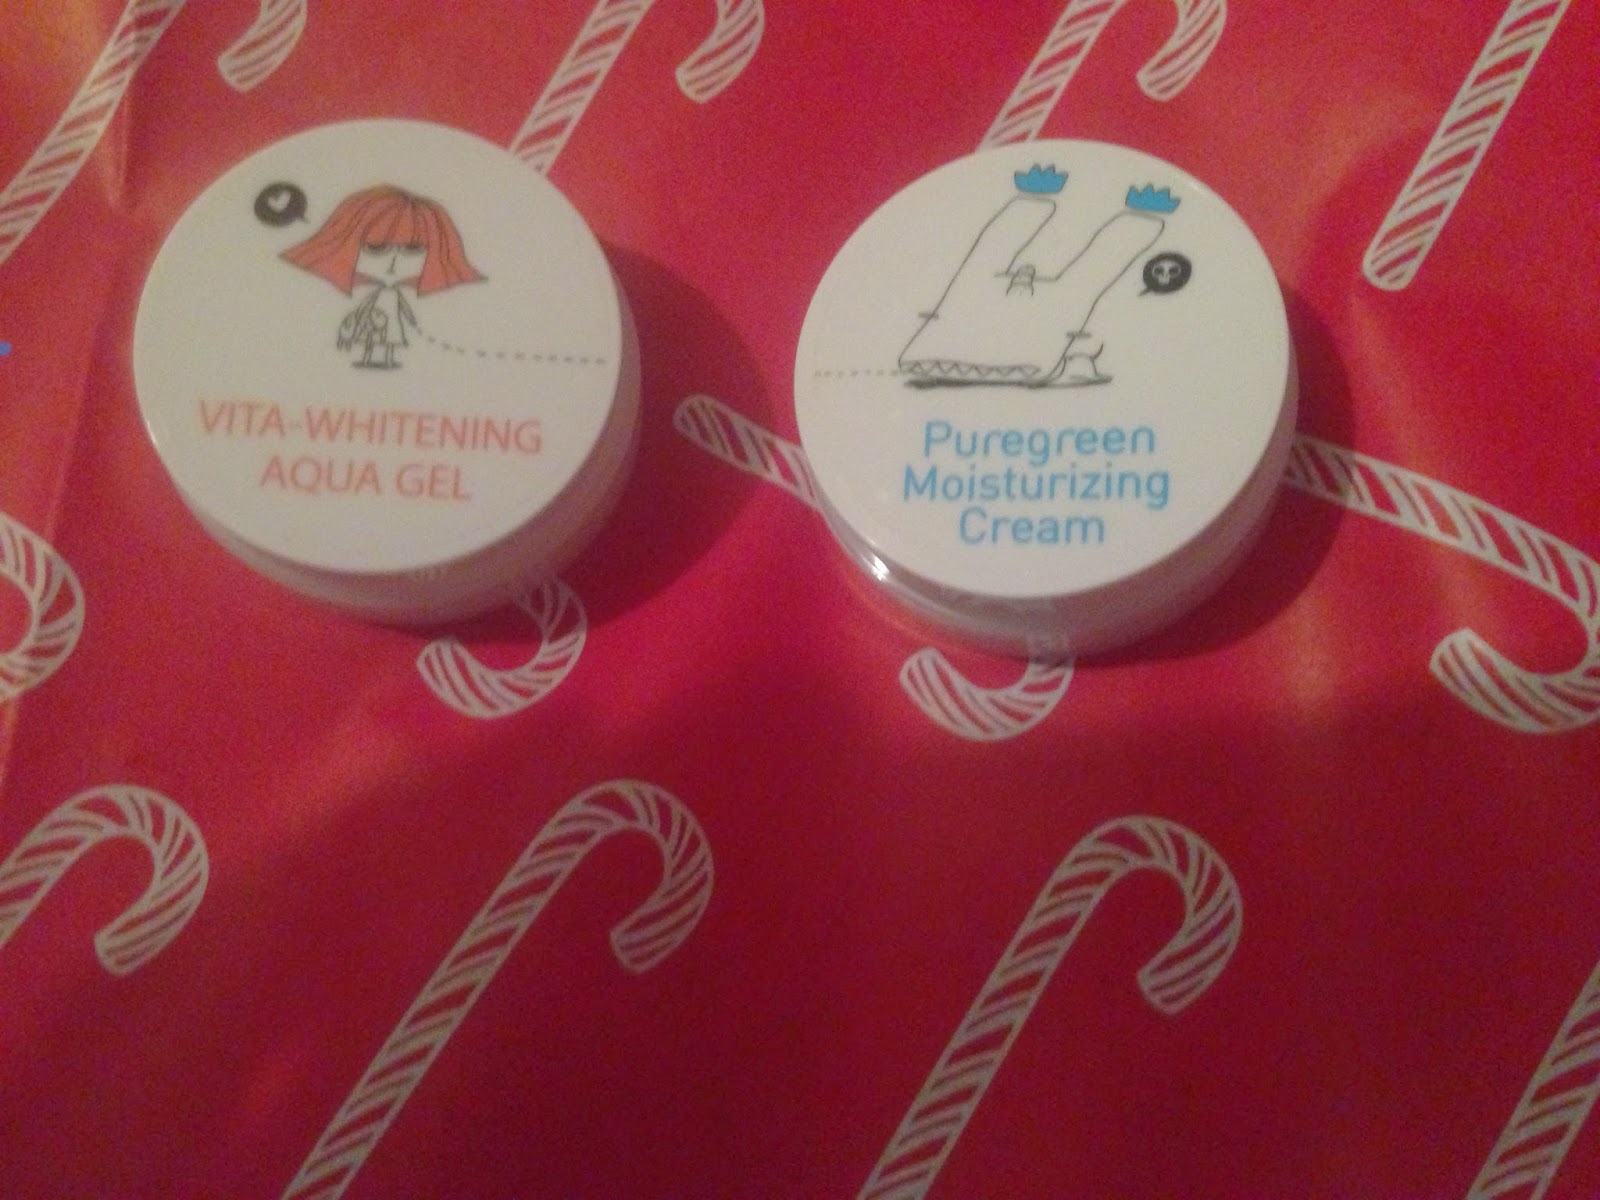 VITA-WHITENING
AQUA GEL
Puregreen
Moisturizing
Cream